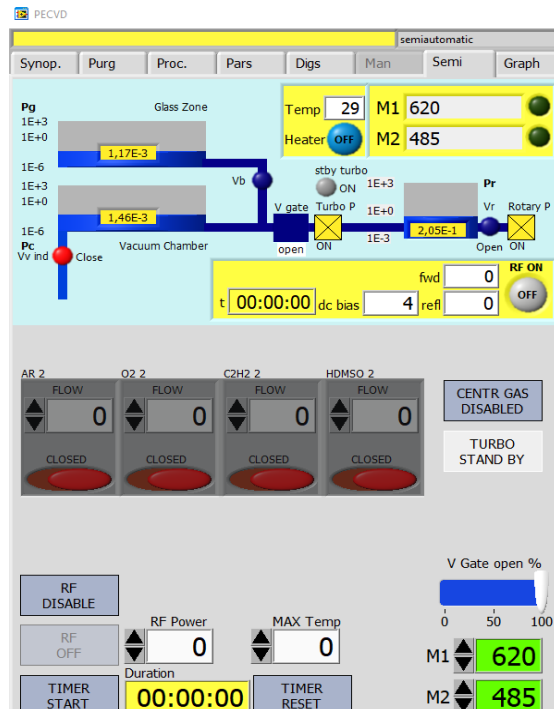 PECVD
semiautomatic
Synop. Purg Proc. Pars Digs Man Semi Graph
Pg Glass Zone Temp 29 M1 620
1E+3
1E+0 Heater OFF M2 485
1,17E-3
1E-6 Vb stby turbo
1E+3 ON 1E+3 Pr
1E+0 V gate Turbo P 1E+0 Vr Rotary P
1,46E-3 2,05E-1
1E-6 1E-3
Pc Vacuum Chamber open ON Open ON
Vv ind Close
fwd 0 RF ON
t 00:00:00 dc bias 4 refl 0 OFF
AR 2 O2 2 C2H2 2 HDMSO 2
FLOW FLOW FLOW FLOW CENTR GAS
0 0 0 0 DISABLED
CLOSED CLOSED CLOSED CLOSED TURBO
STAND BY
V Gate open %
RF
DISABLE
0 50 100
RF Power MAX Temp
RF
OFF 0 0 M1 620
Duration
TIMER
START 00:00:00 TIMER
RESET M2 485